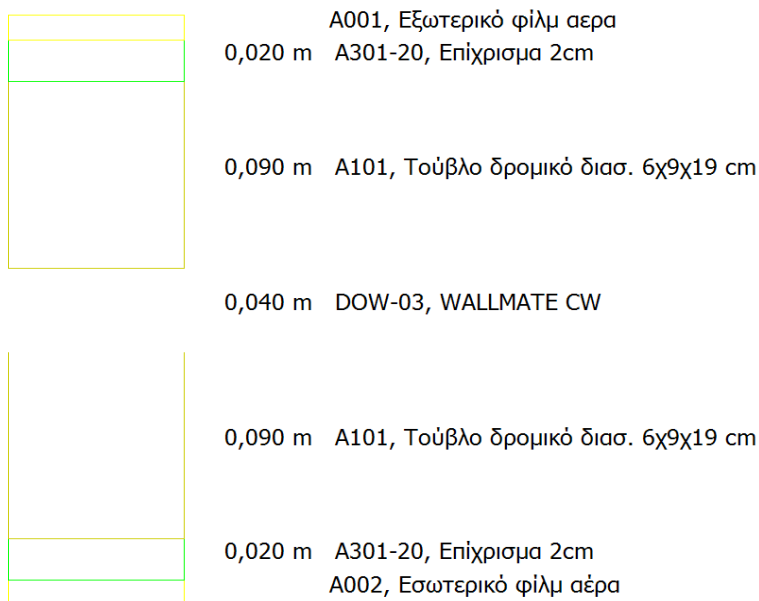 A001, Εξωτερικό φίλμ αερα
0,020 m A301-20, Επίχρισμα 2cm
0,090 m A101, Τούβλο δρομικό διασ. 6χ9χ19 cm
0,040 m DOW-03, WALLMATE CW
0,090 m A101, Τούβλο δρομικό διασ. 6χ9χ19 cm
0,020 m A301-20, Επίχρισμα 2cm
A002, Εσωτερικό φίλμ αέρα